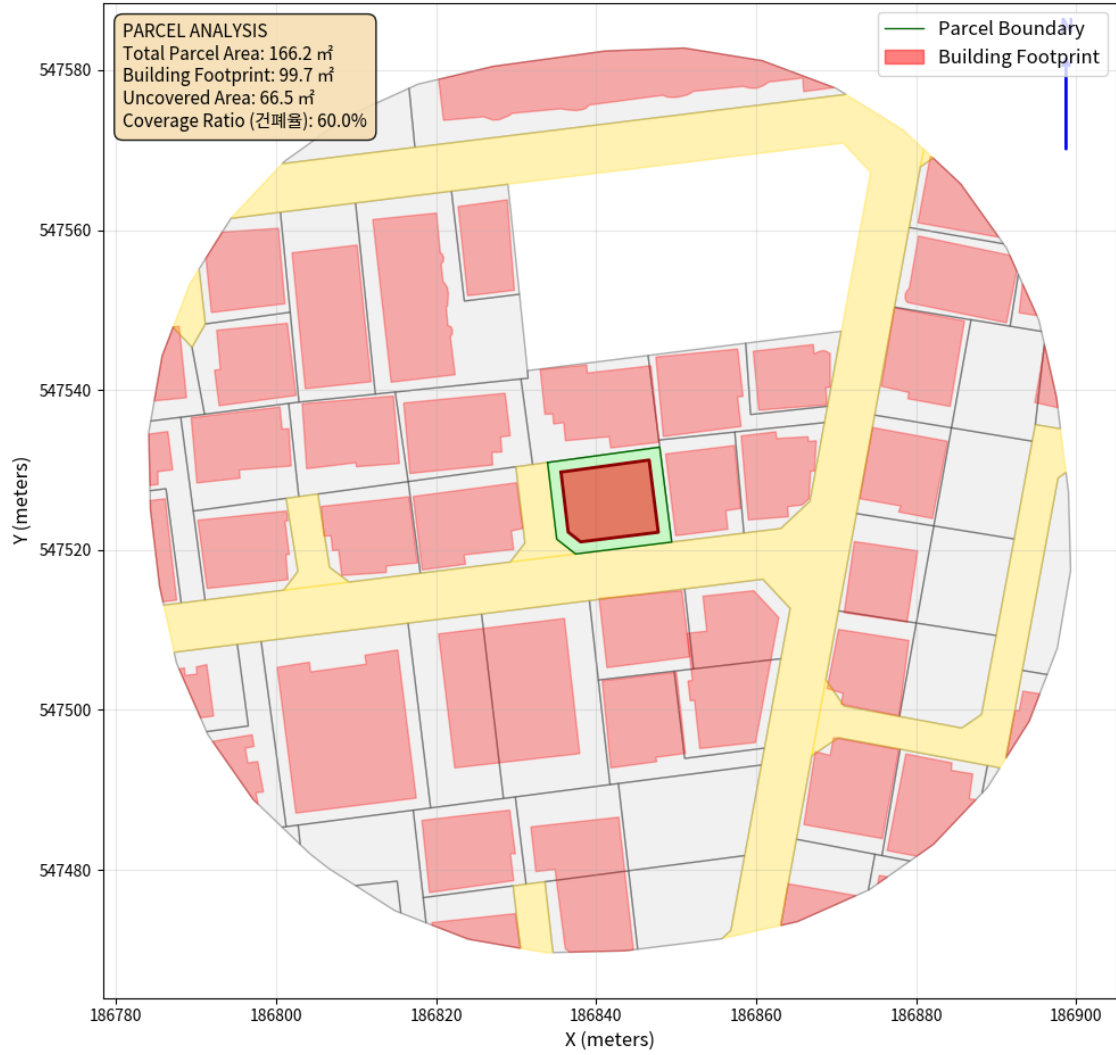 PARCEL ANALYSIS
Total Parcel Area: 166.2 ㎡
Building Footprint: 99.7 ㎡
Uncovered Area: 66.5 ㎡
Coverage Ratio (건폐율): 60.0%
Parcel Boundary
Building Footprint
N
547580
547560
547540
547520
547500
547480
Y (meters)
186780
186800
186820
186840
186860
186880
186900
X (meters)